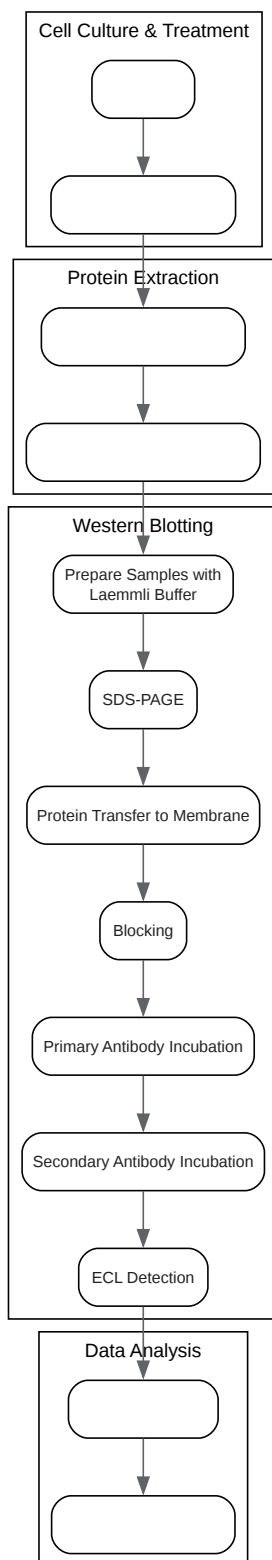 Cell Culture & Treatment
Protein Extraction
Western Blotting
Prepare Samples with
Laemmli Buffer
SDS-PAGE
Protein Transfer to Membrane
Blocking
Primary Antibody Incubation
Secondary Antibody Incubation
ECL Detection
Data Analysis